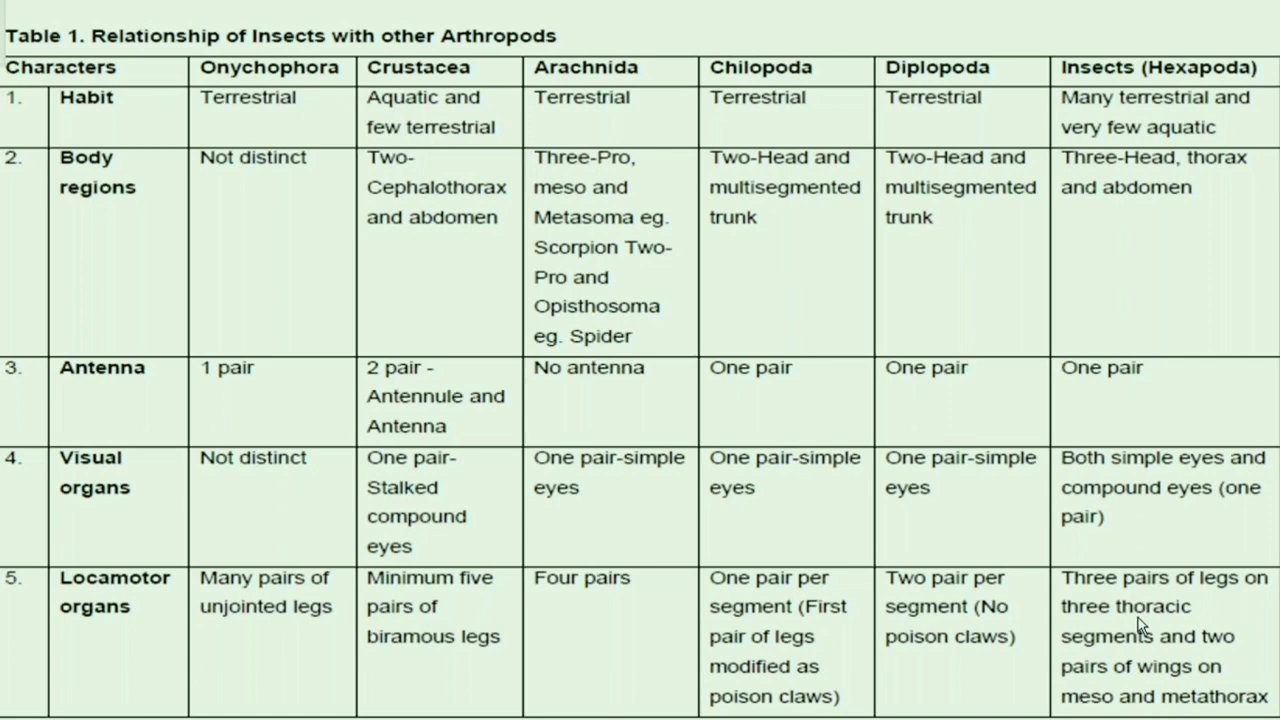 Table 1. Relationship of Insects with other Arthropods
Characters Onychophora Crustacea Arachnida Chilopoda Diplopoda Insects (Hexapoda)
1. Habit Terrestrial Aquatic and few terrestrial Terrestrial Terrestrial Terrestrial Many terrestrial and very few aquatic
2. Body regions Not distinct Two- Cephalothorax and abdomen Three-Pro, meso and Metasoma eg. Scorpion Two- Pro and Opisthosoma eg. Spider Two-Head and multisegmented trunk Two-Head and multisegmented trunk Three-Head, thorax and abdomen
3. Antenna 1 pair 2 pair - Antennule and Antenna No antenna One pair One pair One pair
4. Visual organs Not distinct One pair- Stalked compound eyes One pair-simple eyes One pair-simple eyes One pair-simple eyes Both simple eyes and compound eyes (one pair)
5. Locamotor organs Many pairs of unjointed legs Minimum five pairs of biramous legs Four pairs One pair per segment (First pair of legs modified as poison claws) Two pair per segment (No poison claws) Three pairs of legs on three thoracic segments and two pairs of wings on meso and metathorax